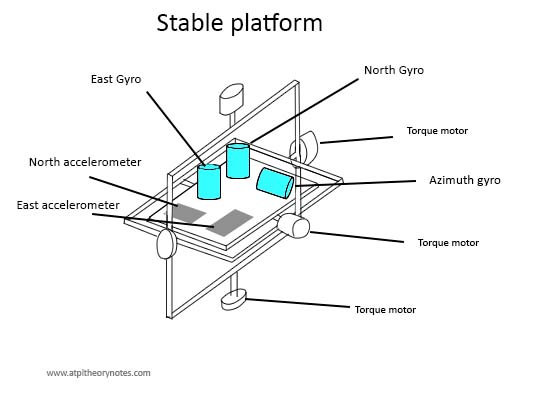 Stable platform
North Gyro
East Gyro
Torque motor
North accelerometer
Azimuth gyro
East accelerometer
Torque motor
Torque motor
www.atpltheorynotes.com